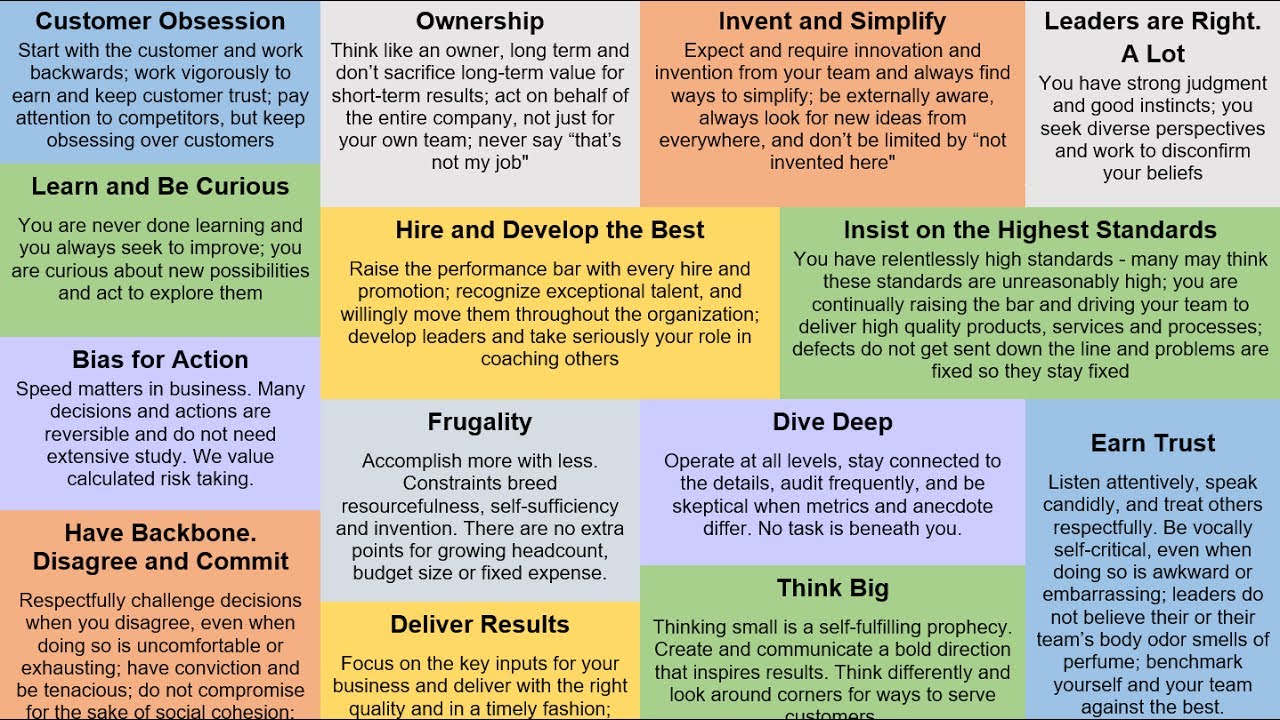 Customer Obsession
Start with the customer and work
backwards; work vigorously to
earn and keep customer trust; pay
attention to competitors, but keep
obsessing over customers
Ownership
Think like an owner, long term and
don’t sacrifice long-term value for
short-term results; act on behalf of
the entire company, not just for
your own team; never say “that’s
not my job"
Invent and Simplify
Expect and require innovation and
invention from your team and always find
ways to simplify; be externally aware,
always look for new ideas from
everywhere, and don’t be limited by “not
invented here"
Leaders are Right.
A Lot
You have strong judgment
and good instincts; you
seek diverse perspectives
and work to disconfirm
your beliefs
Learn and Be Curious
You are never done learning and
you always seek to improve; you
are curious about new possibilities
and act to explore them
Hire and Develop the Best
Raise the performance bar with every hire and
promotion; recognize exceptional talent, and
willingly move them throughout the organization;
develop leaders and take seriously your role in
coaching others
Insist on the Highest Standards
You have relentlessly high standards - many may think
these standards are unreasonably high; you are
continually raising the bar and driving your team to
deliver high quality products, services and processes;
defects do not get sent down the line and problems are
fixed so they stay fixed
Bias for Action
Speed matters in business. Many
decisions and actions are
reversible and do not need
extensive study. We value
calculated risk taking.
Frugality
Accomplish more with less.
Constraints breed
resourcefulness, self-sufficiency
and invention. There are no extra
points for growing headcount,
budget size or fixed expense.
Dive Deep
Operate at all levels, stay connected to
the details, audit frequently, and be
skeptical when metrics and anecdote
differ. No task is beneath you.
Earn Trust
Listen attentively, speak
candidly, and treat others
respectfully. Be vocally
self-critical, even when
doing so is awkward or
embarrassing; leaders do
not believe their or their
team’s body odor smells of
perfume; benchmark
yourself and your team
against the best.
Have Backbone.
Disagree and Commit
Respectfully challenge decisions
when you disagree, even when
doing so is uncomfortable or
exhausting; have conviction and
be tenacious; do not compromise
for the sake of social cohesion;
Deliver Results
Focus on the key inputs for your
business and deliver with the right
quality and in a timely fashion;
Think Big
Thinking small is a self-fulfilling prophecy.
Create and communicate a bold direction
that inspires results. Think differently and
look around corners for ways to serve
customers